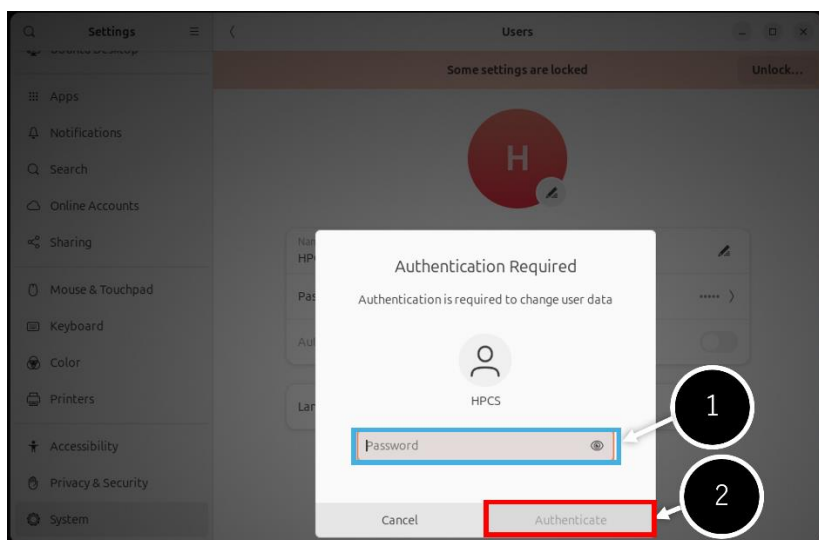 Settings
Users
Some settings are locked
Unlock...
Apps
Notifications
Search
Online Accounts
Sharing
Mouse & Touchpad
Keyboard
Color
Printers
Accessibility
Privacy & Security
System
H
Authentication Required
Authentication is required to change user data
HPCS
Password
Cancel
Authenticate
1
2